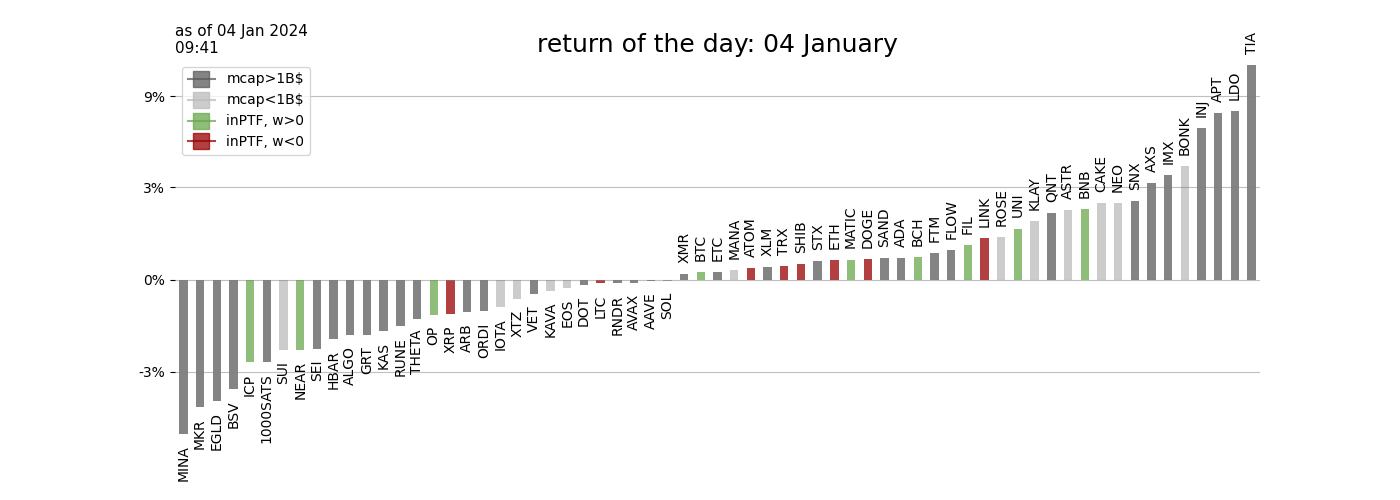 as of 04 Jan 2024
09:41
return of the day: 04 January
mcap>1B$
mcap<1B$
inPTF, w>0
inPTF, w<0
9%
3%
0%
-3%
MINA
MKR
EGLD
BSV
ICP
1000SATS
SUI
NEAR
SEI
HBAR
ALGO
GRT
KAS
RUNE
THETA
OP
XRP
ARB
ORDI
IOTA
XTZ
VET
KAVA
EOS
DOT
LTC
RNDR
AVAX
AAVE
SOL
XMR
BTC
ETC
MANA
ATOM
XLM
TRX
SHIB
STX
ETH
MATIC
DOGE
SAND
ADA
BCH
FTM
FLOW
FIL
LINK
ROSE
UNI
KLAY
QNT
ASTR
BNB
CAKE
NEO
SNX
AXS
IMX
BONK
INJ
APT
LDO
TIA